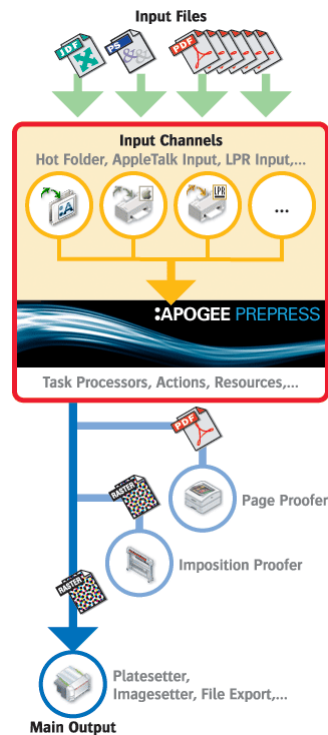 Input Files
JDF
PS
PDF
Input Channels
Hot Folder, AppleTalk Input, LPR Input,...
:A
LPR
...
:APOGEE PREPRESS
Task Processors, Actions, Resources,...
PDF
Page Proofer
RASTER
Imposition Proofer
RASTER
Platesetter,
Imagesetter, File Export,...
Main Output